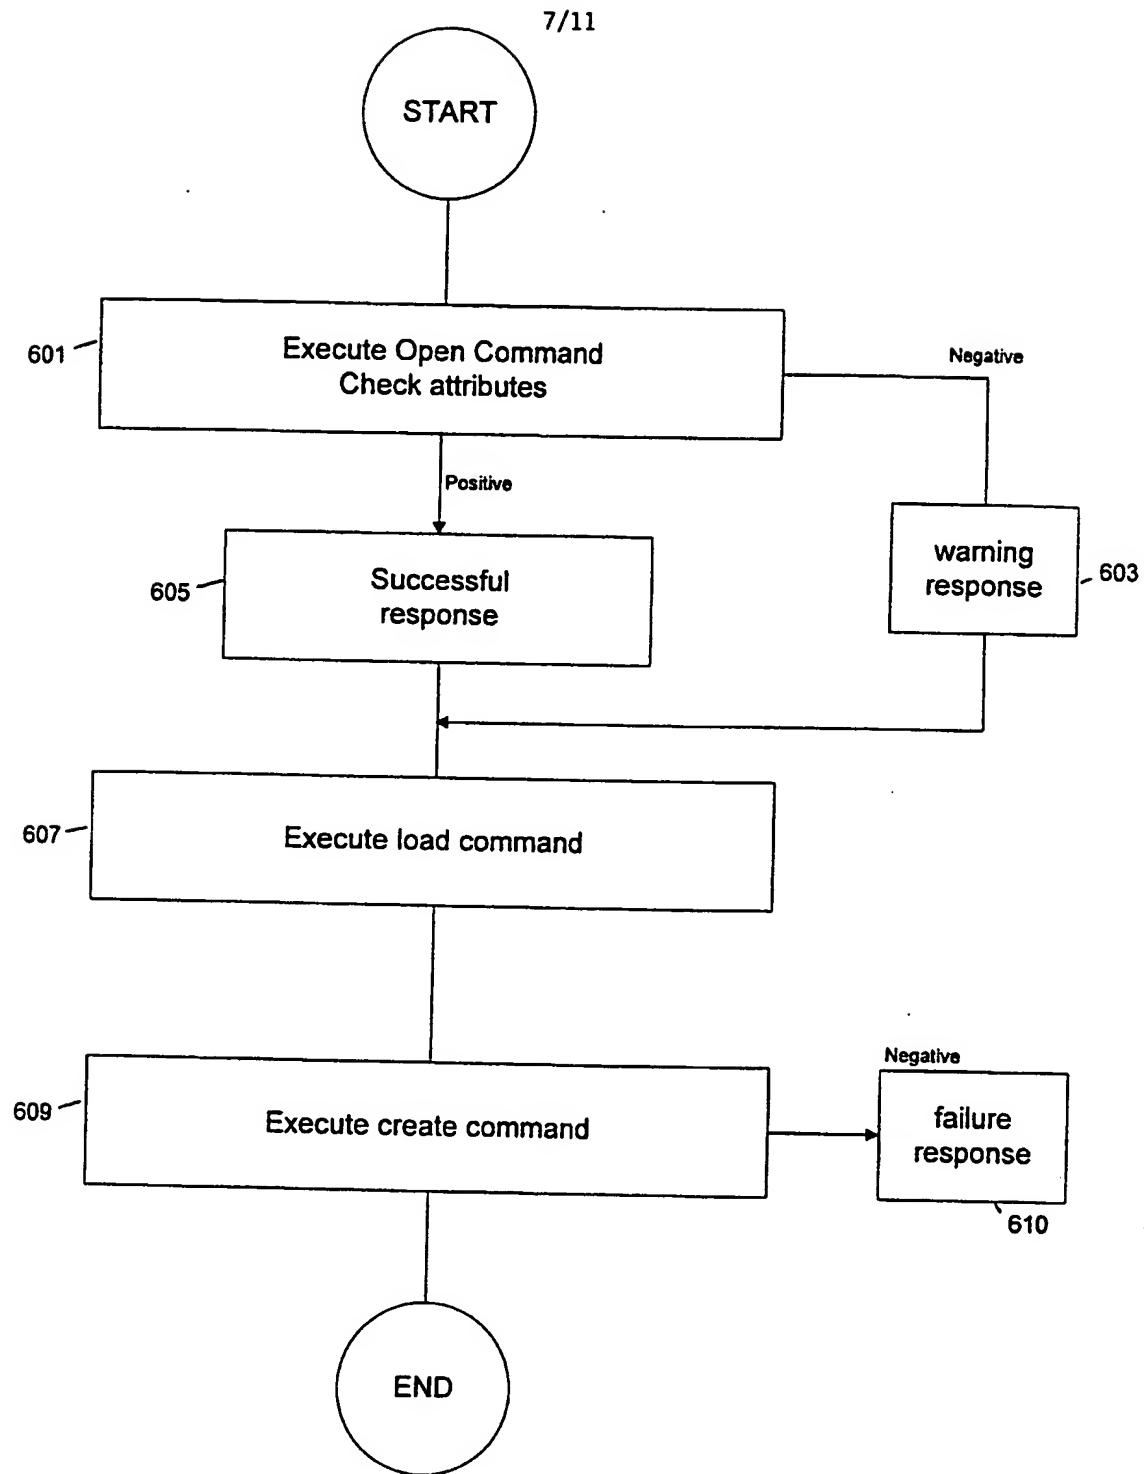 7/11
START
601
Execute Open Command
Check attributes
Negative
Positive
605
Successful
response
warning
response
603
607
Execute load command
609
Execute create command
Negative
failure
response
610
END